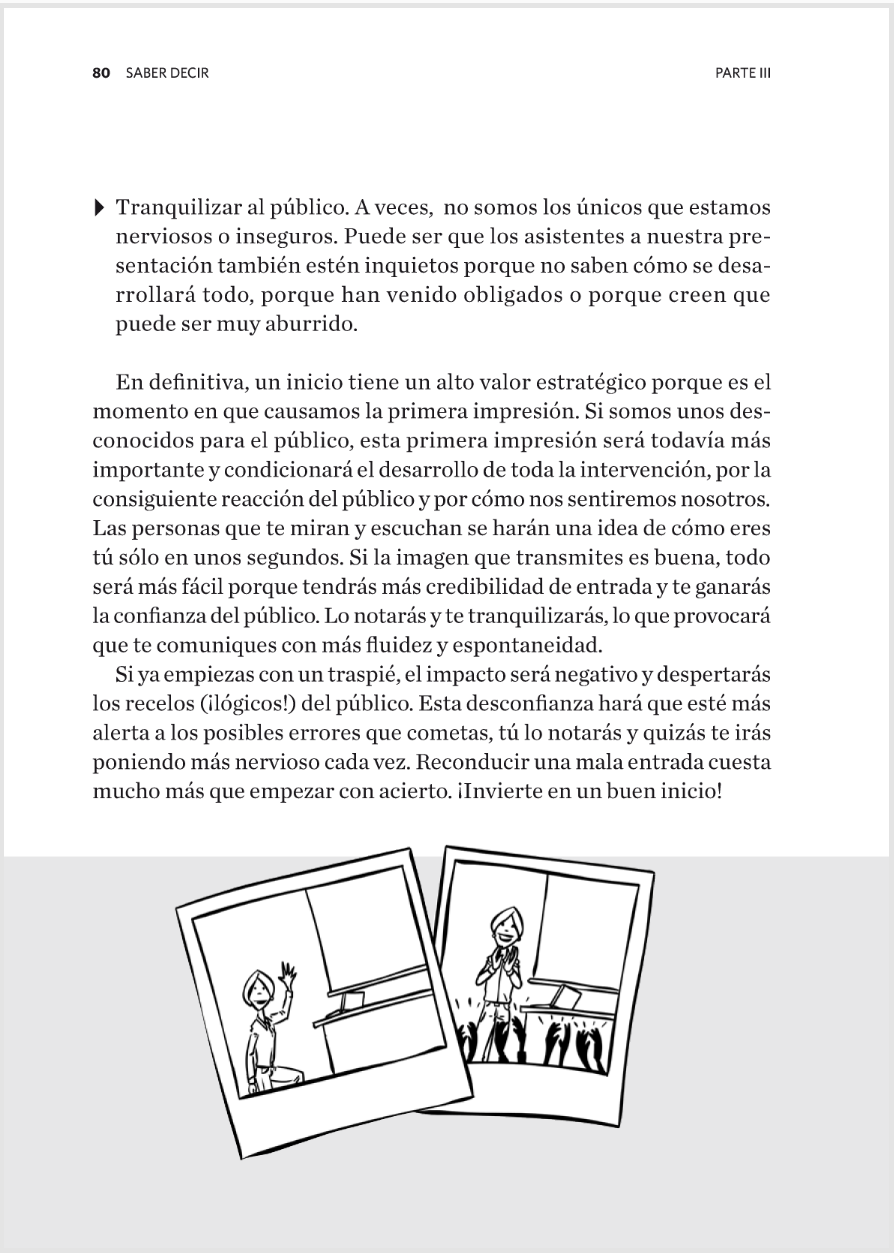 80 SABER DECIR
PARTE III
Tranquilizar al público. A veces, no somos los únicos que estamos
nerviosos o inseguros. Puede ser que los asistentes a nuestra pre-
sentación también estén inquietos porque no saben cómo se desa-
rrollará todo, porque han venido obligados o porque creen que
puede ser muy aburrido.
En definitiva, un inicio tiene un alto valor estratégico porque es el
momento en que causamos la primera impresión. Si somos unos des-
conocidos para el público, esta primera impresión será todavía más
importante y condicionará el desarrollo de toda la intervención, por la
consiguiente reacción del público y por cómo nos sentiremos nosotros.
Las personas que te miran y escuchan se harán una idea de cómo eres
tú sólo en unos segundos. Si la imagen que transmites es buena, todo
será más fácil porque tendrás más credibilidad de entrada y te ganarás
la confianza del público. Lo notarás y te tranquilizarás, lo que provocará
que te comuniques con más fluidez y espontaneidad.
Si ya empiezas con un traspié, el impacto será negativo y despertarás
los recelos (¡lógicos!) del público. Esta desconfianza hará que esté más
alerta a los posibles errores que cometas, tú lo notarás y quizás te irás
poniendo más nervioso cada vez. Reconducir una mala entrada cuesta
mucho más que empezar con acierto. ¡Invierte en un buen inicio!